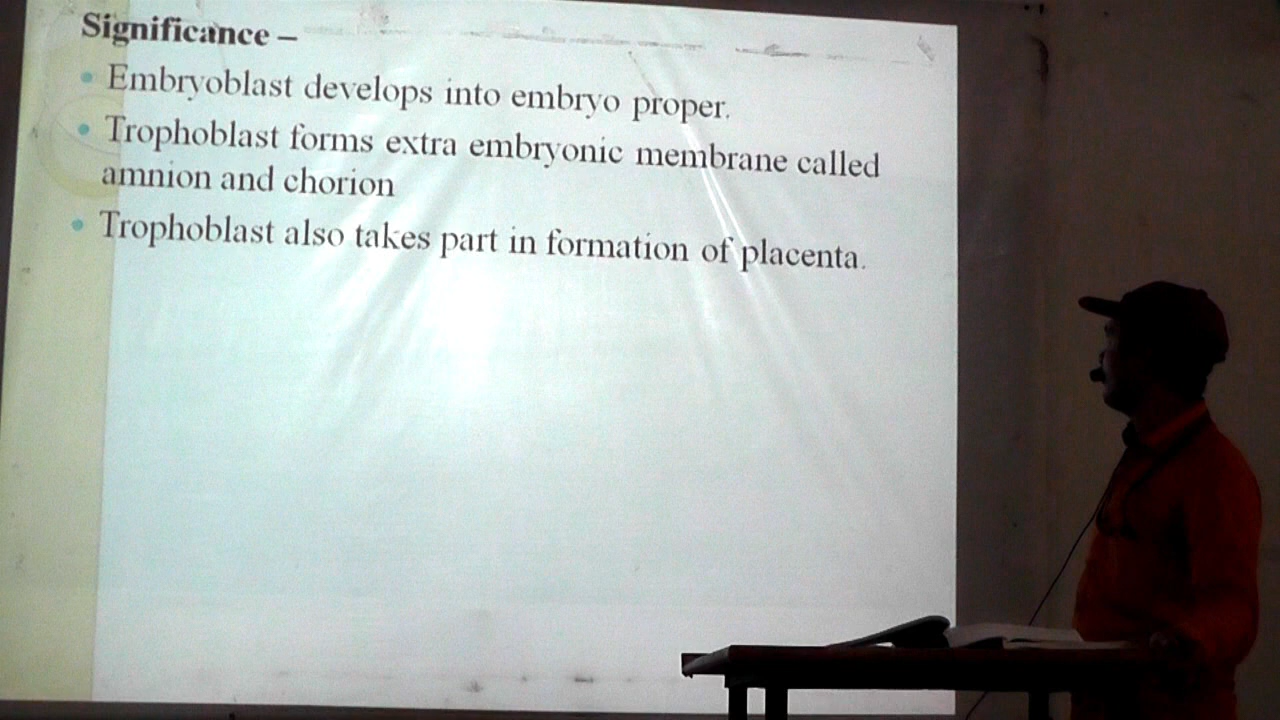 Significance –
• Embryoblast develops into embryo proper.
• Trophoblast forms extra embryonic membrane called
amnion and chorion
• Trophoblast also takes part in formation of placenta.